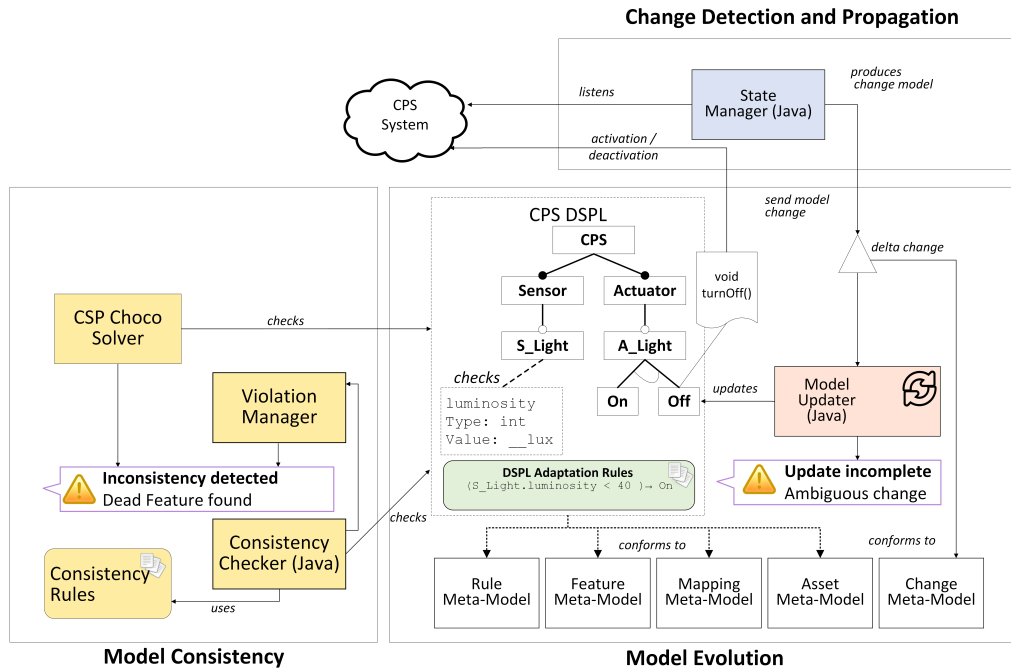 Change Detection and Propagation
produces
change model
State
Manager (Java)
listens
CPS
System
activation /
deactivation
send model
change
delta change
CPS DSPL
CPS
void
turnOff()
Sensor
Actuator
CSP Choco
Solver
checks
S_Light
A_Light
checks
Violation
Manager
luminosity
Type: int
Value: __lux
On
Off
updates
Model
Updater
(Java)
Inconsistency detected
Dead Feature found
DSPL Adaptation Rules
(S_Light.luminosity < 40 )→ On
Update incomplete
Ambiguous change
checks
Consistency
Checker (Java)
conforms to
conforms to
Consistency
Rules
uses
Rule
Meta-Model
Feature
Meta-Model
Mapping
Meta-Model
Asset
Meta-Model
Change
Meta-Model
Model Consistency
Model Evolution